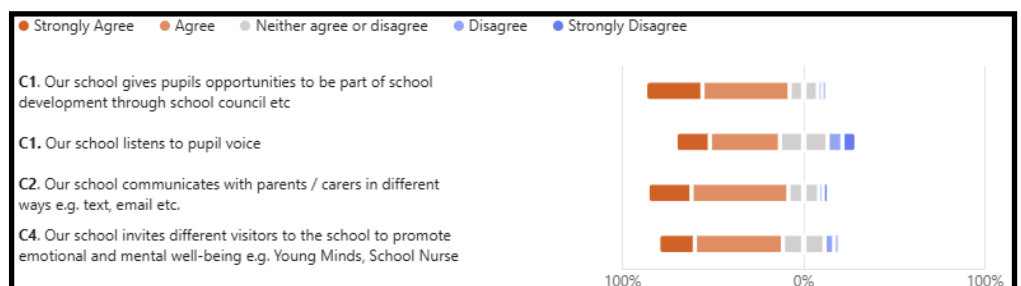 Strongly Agree Agree Neither agree or disagree Disagree Strongly Disagree
C1. Our school gives pupils opportunities to be part of school
development through school council etc
C1. Our school listens to pupil voice
C2. Our school communicates with parents / carers in different
ways e.g. text, email etc.
C4. Our school invites different visitors to the school to promote
emotional and mental well-being e.g. Young Minds, School Nurse
100% 0% 100%